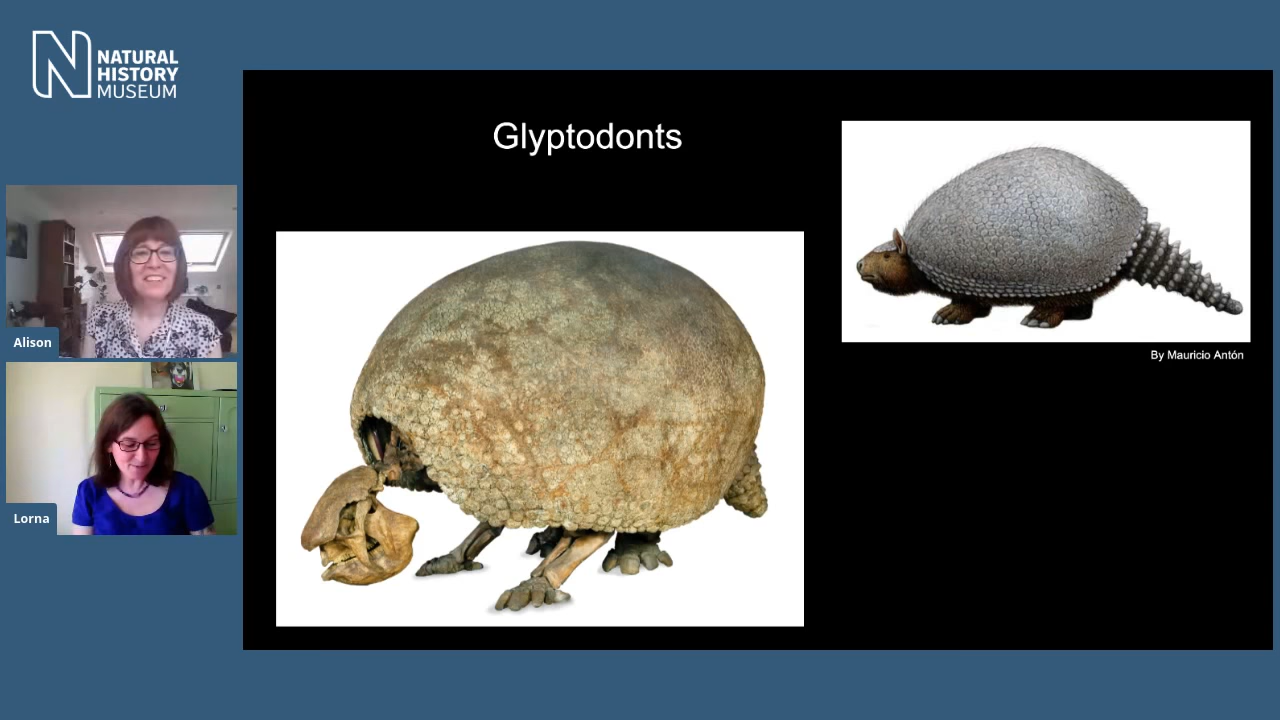 NATURAL
HISTORY
MUSEUM
Glyptodonts
By Mauricio Antón
Alison
Lorna